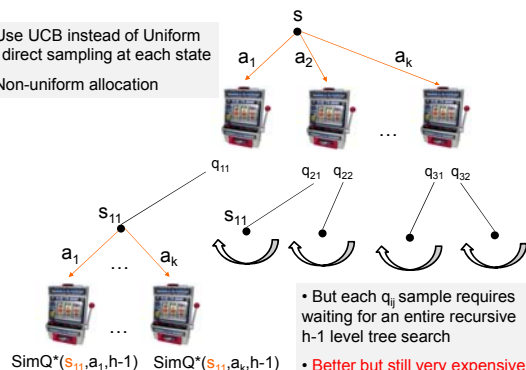 Use UCB instead of Uniform
direct sampling at each state
Non-uniform allocation
s
a1 a2 ak
...
q11 q21 q22 q31 q32
s11 s11
a1 ... ak
...
SimQ*(s11,a1,h-1) SimQ*(s11,ak,h-1)
• But each qij sample requires
waiting for an entire recursive
h-1 level tree search
• Better but still very expensive